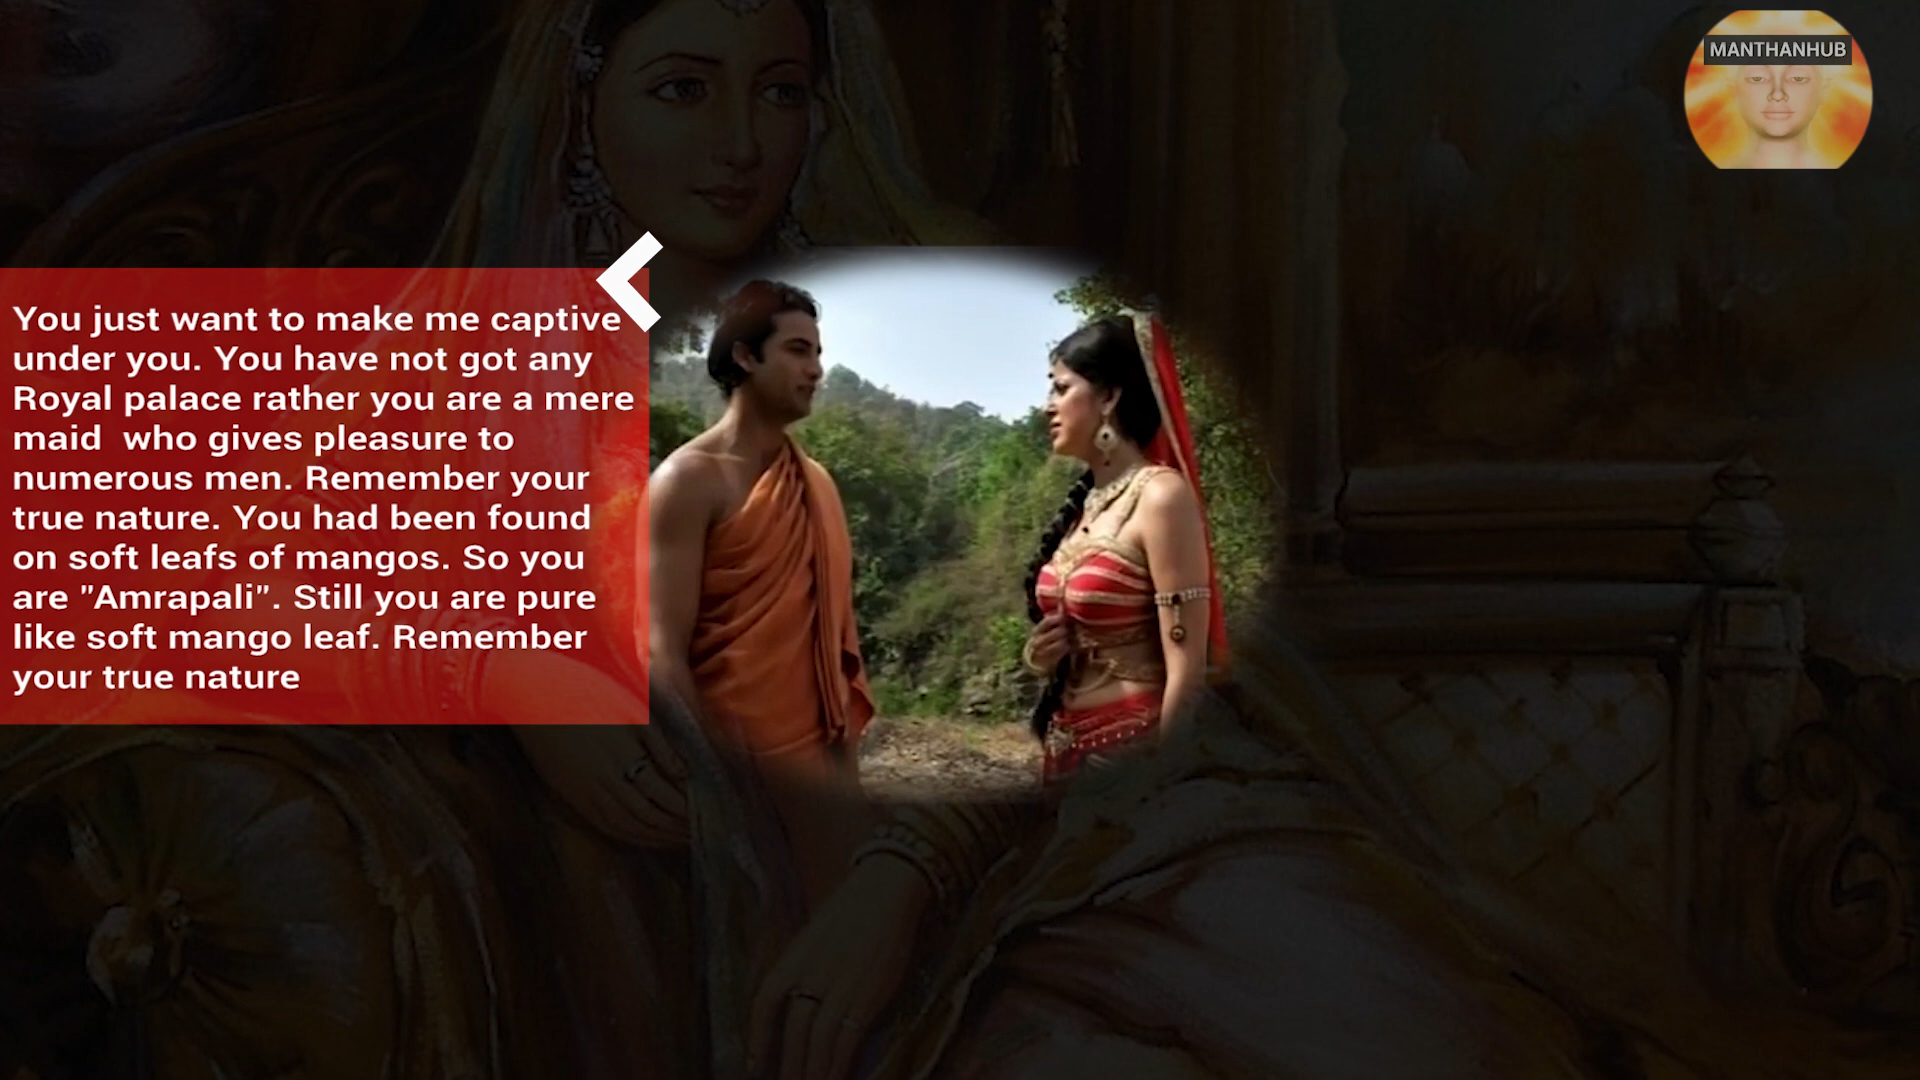 MANTHANHUB
You just want to make me captive
under you. You have not got any
Royal palace rather you are a mere
maid  who gives pleasure to
numerous men. Remember your
true nature. You had been found
on soft leafs of mangos. So you
are "Amrapali". Still you are pure
like soft mango leaf. Remember
your true nature